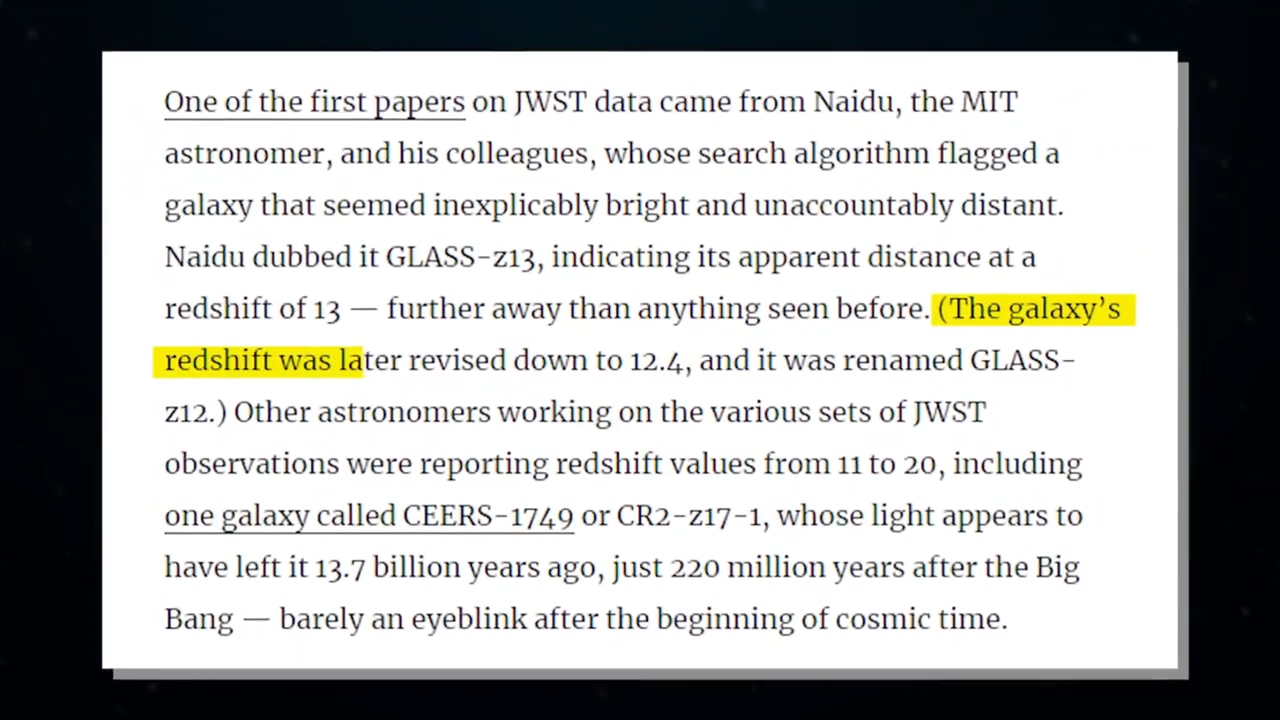 One of the first papers on JWST data came from Naidu, the MIT
astronomer, and his colleagues, whose search algorithm flagged a
galaxy that seemed inexplicably bright and unaccountably distant.
Naidu dubbed it GLASS-z13, indicating its apparent distance at a
redshift of 13 — further away than anything seen before. (The galaxy’s
redshift was later revised down to 12.4, and it was renamed GLASS-
z12.) Other astronomers working on the various sets of JWST
observations were reporting redshift values from 11 to 20, including
one galaxy called CEERS-1749 or CR2-z17-1, whose light appears to
have left it 13.7 billion years ago, just 220 million years after the Big
Bang — barely an eyeblink after the beginning of cosmic time.